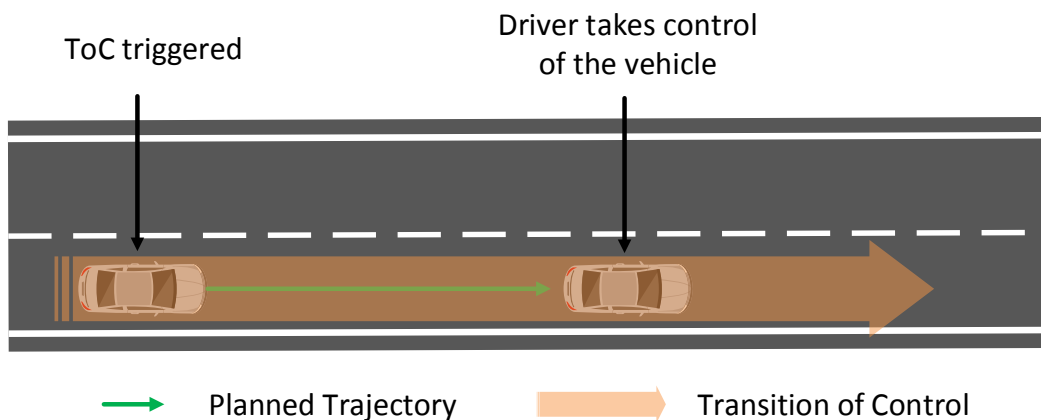 ToC triggered
Driver takes control
of the vehicle
Planned Trajectory
Transition of Control